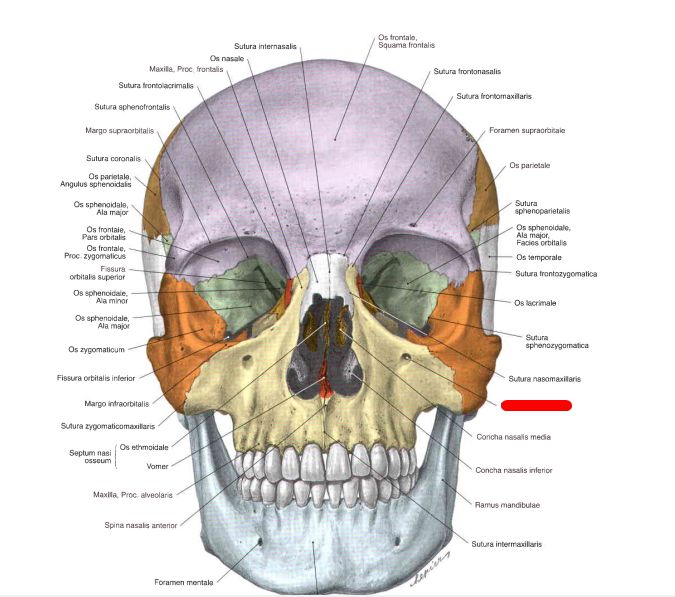 Sutura internasalis
Os nasale
Maxilla, Proc. frontalis
Sutura frontolacrimalis
Sutura sphenofrontalis
Margo supraorbitalis
Sutura coronalis
Os parietale,
Angulus sphenoidalis
Os sphenoidale,
Ala major
Os frontale,
Pars orbitalis
Os frontale,
Proc. zygomaticus
Fissura
orbitalis superior
Os sphenoidale,
Ala minor
Os sphenoidale,
Ala major
Os zygomaticum
Fissura orbitalis inferior
Margo infraorbitalis
Sutura zygomaticomaxillaris
Septum nasi
osseum
Os ethmoidale
Vomer
Maxilla, Proc. alveolaris
Spina nasalis anterior
Foramen mentale
Os frontale,
Squama frontalis
Sutura frontonasalis
Sutura frontomaxillaris
Foramen supraorbitale
Os parietale
Sutura
sphenoparietalis
Os sphenoidale,
Ala major,
Facies orbitalis
Os temporale
Sutura frontozygomatica
Os lacrimale
Sutura
sphenozygomatica
Sutura nasomaxillaris
Concha nasalis media
Concha nasalis inferior
Ramus mandibulae
Sutura intermaxillaris